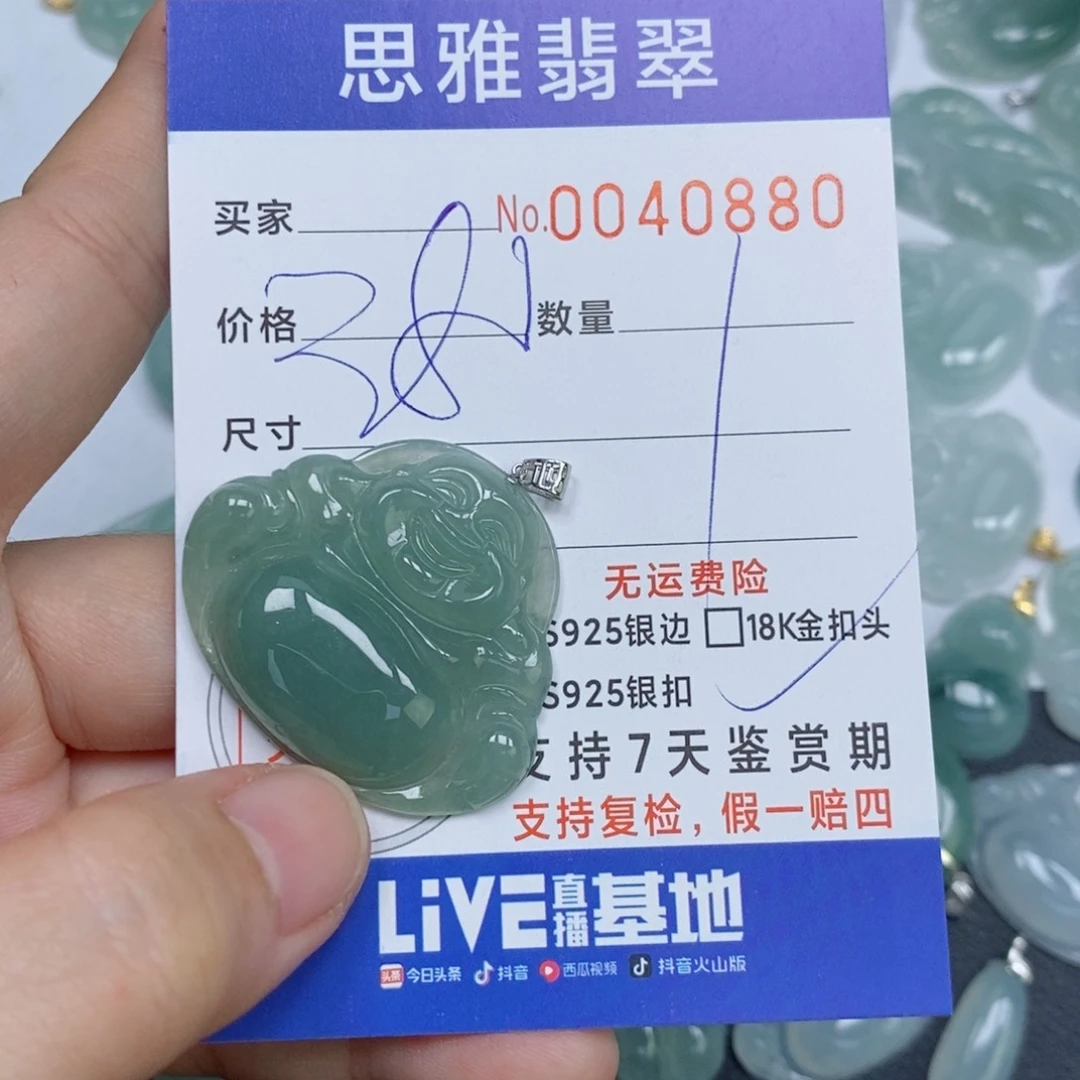 思雅翡翠
买家 No.0040880
价格 数量 1
尺寸
无运费险
S925银边 □18K金扣头
S925银扣
支持7天鉴赏期
支持复检，假一赔四
LiVE直播基地
头条 今日头条 抖音 西瓜视频 抖音火山版